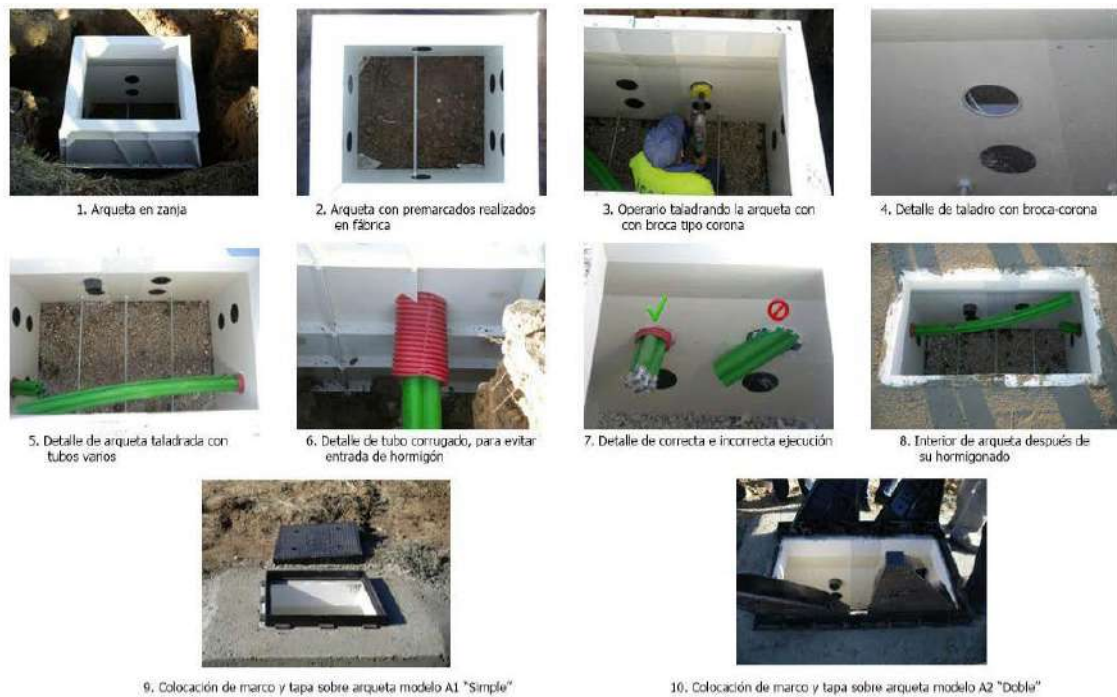 1. Arqueta en zanja
2. Arqueta con premarcados realizados
en fábrica
3. Operario taladrando la arqueta con
con broca tipo corona
4. Detalle de taladro con broca-corona
5. Detalle de arqueta taladrada con
tubos varios
6. Detalle de tubo corrugado, para evitar
entrada de hormigón
7. Detalle de correcta e incorrecta ejecución
8. Interior de arqueta después de
su hormigonado
9. Colocación de marco y tapa sobre arqueta modelo A1 "Simple"
10. Colocación de marco y tapa sobre arqueta modelo A2 "Doble"